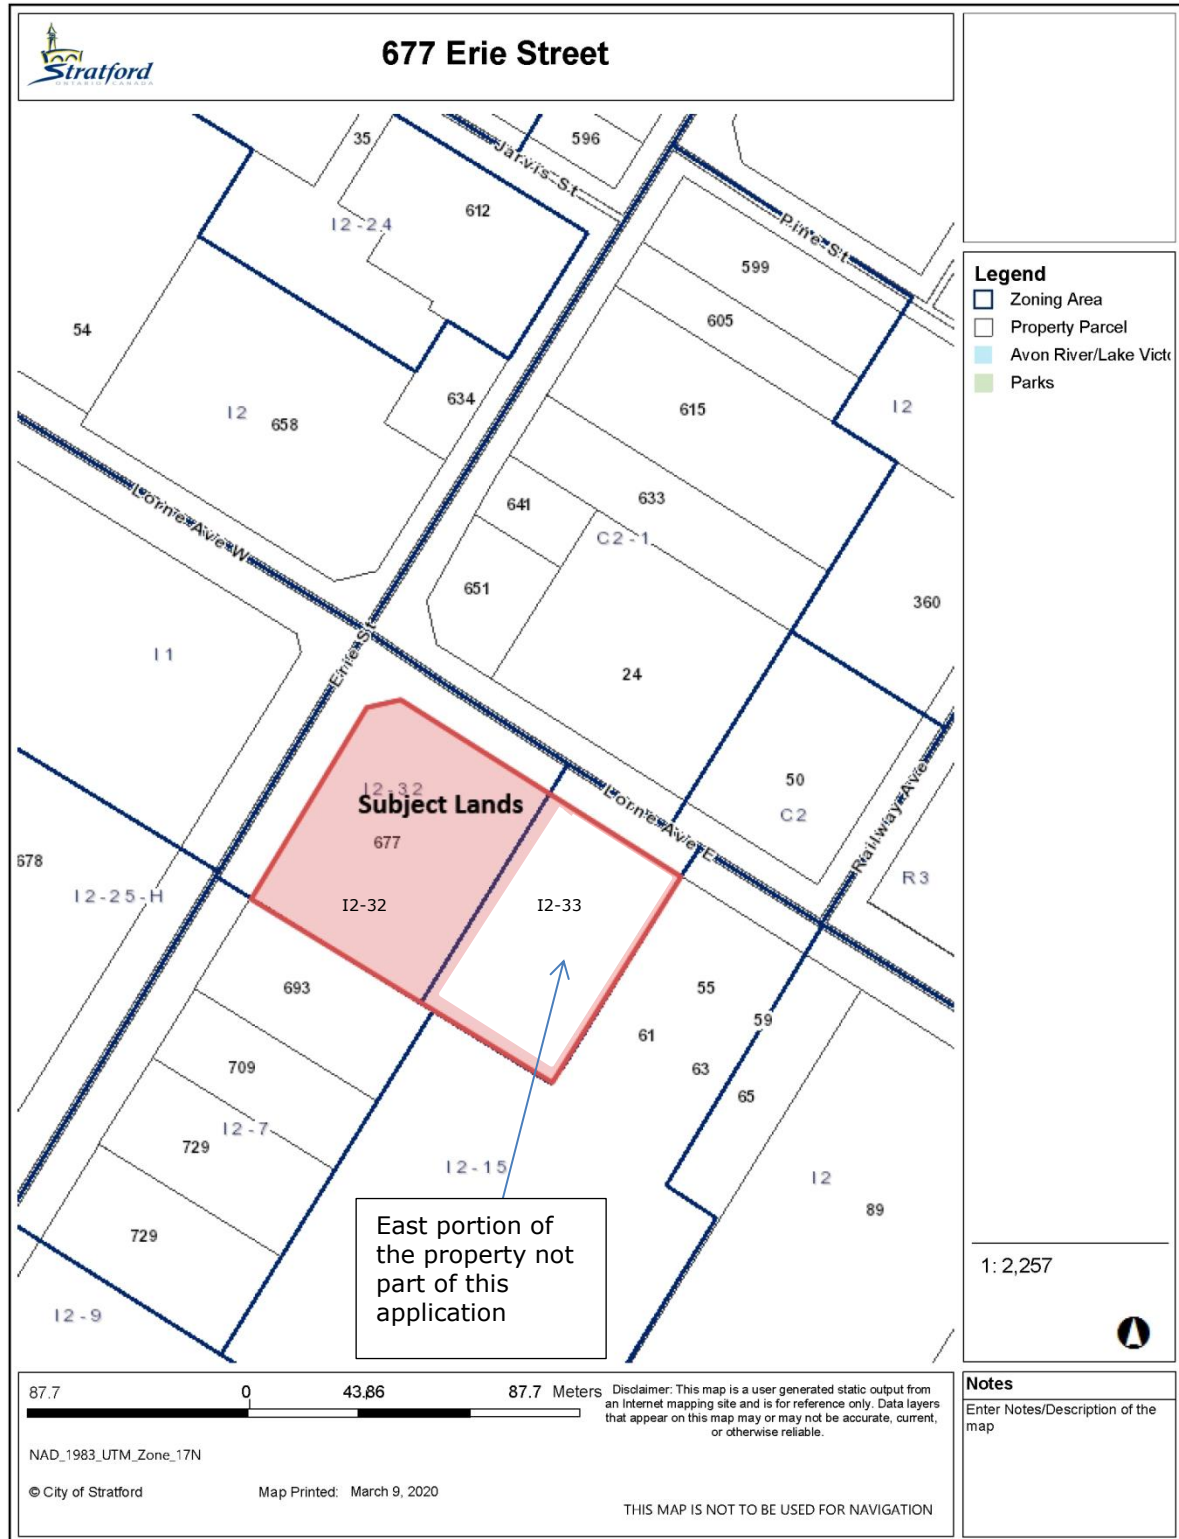 Stratford
ONTARIO CANADA
677 Erie Street
Legend
Zoning Area
Property Parcel
Avon River/Lake Victo
Parks
35
596
Jarvis St
612
I2-24
Pine St
599
54
605
I2
634
615
I2
658
641
633
C2-1
Lorne Ave W
651
360
Erie St
I1
24
I2-32
Subject Lands
50
Lorne Ave E
C2
Railway Ave
677
678
R3
I2-25-H
I2-32
I2-33
693
55
59
61
709
63
65
I2-7
729
I2-15
I2
89
729
East portion of
the property not
part of this
application
I2-9
1: 2,257
87.7 0 43.86 87.7 Meters
NAD_1983_UTM_Zone_17N
© City of Stratford Map Printed: March 9, 2020
Disclaimer: This map is a user generated static output from
an Internet mapping site and is for reference only. Data layers
that appear on this map may or may not be accurate, current,
or otherwise reliable.
THIS MAP IS NOT TO BE USED FOR NAVIGATION
Notes
Enter Notes/Description of the
map